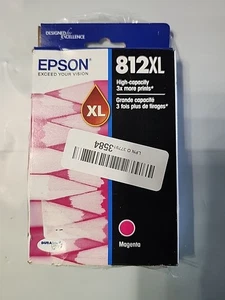 DESIGNED FOR EXCELLENCE
EPSON
EXCEED YOUR VISION
812XL
High-capacity
3x more prints†
Grande capacité
3 fois plus de tirages†
XL
3584
Magenta